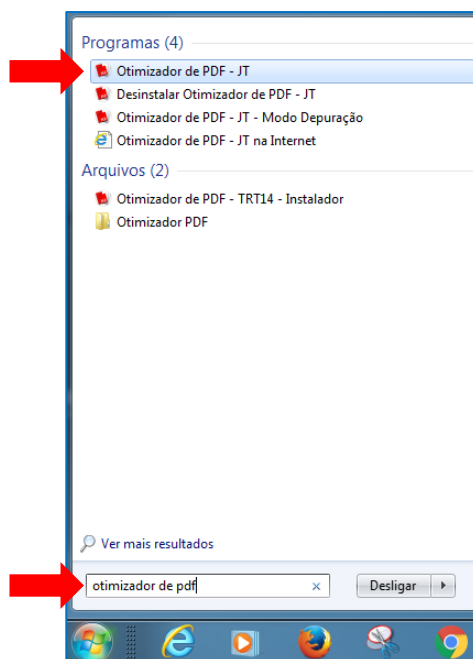 Programas (4)
Otimizador de PDF - JT
Desinstalar Otimizador de PDF - JT
Otimizador de PDF - JT - Modo Depuração
Otimizador de PDF - JT na Internet
Arquivos (2)
Otimizador de PDF - TRT14 - Instalador
Otimizador PDF
Ver mais resultados
otimizador de pdf
Desligar